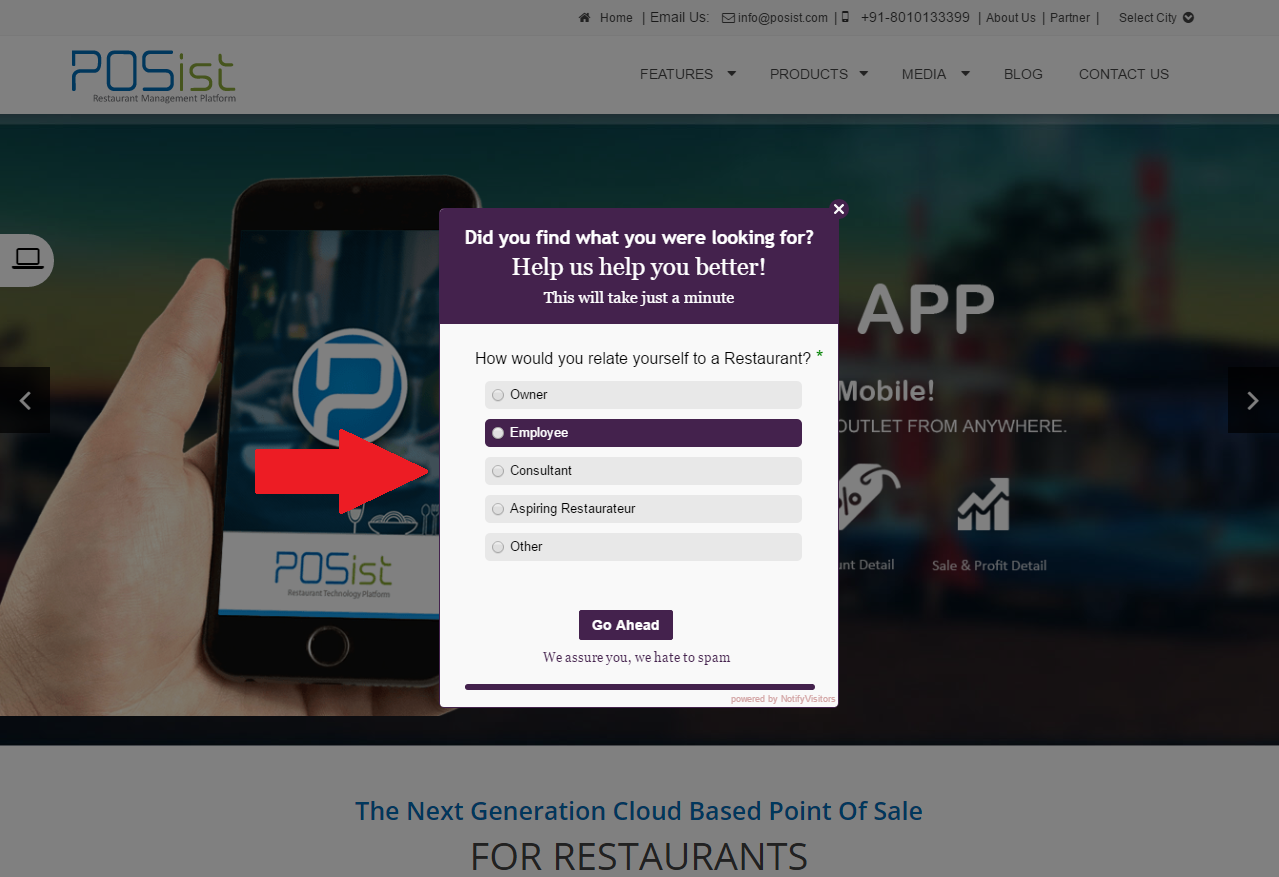 Home | Email Us: info@posist.com | +91-8010133399 | About Us | Partner | Select City
POSist
Restaurant Management Platform
FEATURES PRODUCTS MEDIA BLOG CONTACT US
Did you find what you were looking for?
Help us help you better!
This will take just a minute
APP
How would you relate yourself to a Restaurant? *
Owner
Mobile!
Employee
OUTLET FROM ANYWHERE.
Consultant
Aspiring Restaurateur
Other
POSist
Restaurant Technology Platform
Detail
Sale & Profit Detail
Go Ahead
We assure you, we hate to spam
powered by NotifyVisitors
The Next Generation Cloud Based Point Of Sale
FOR RESTAURANTS